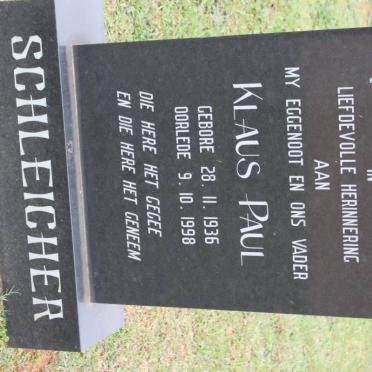 IN
LIEFDEVOLLE HERINNERING
AAN
MY EGGENOOT EN ONS VADER
KLAUS PAUL
GEBORE 28. 11. 1936
OORLEDE 9. 10. 1998
DIE HERE HET GEGEE
EN DIE HERE HET GENEEM
SCHLEICHER